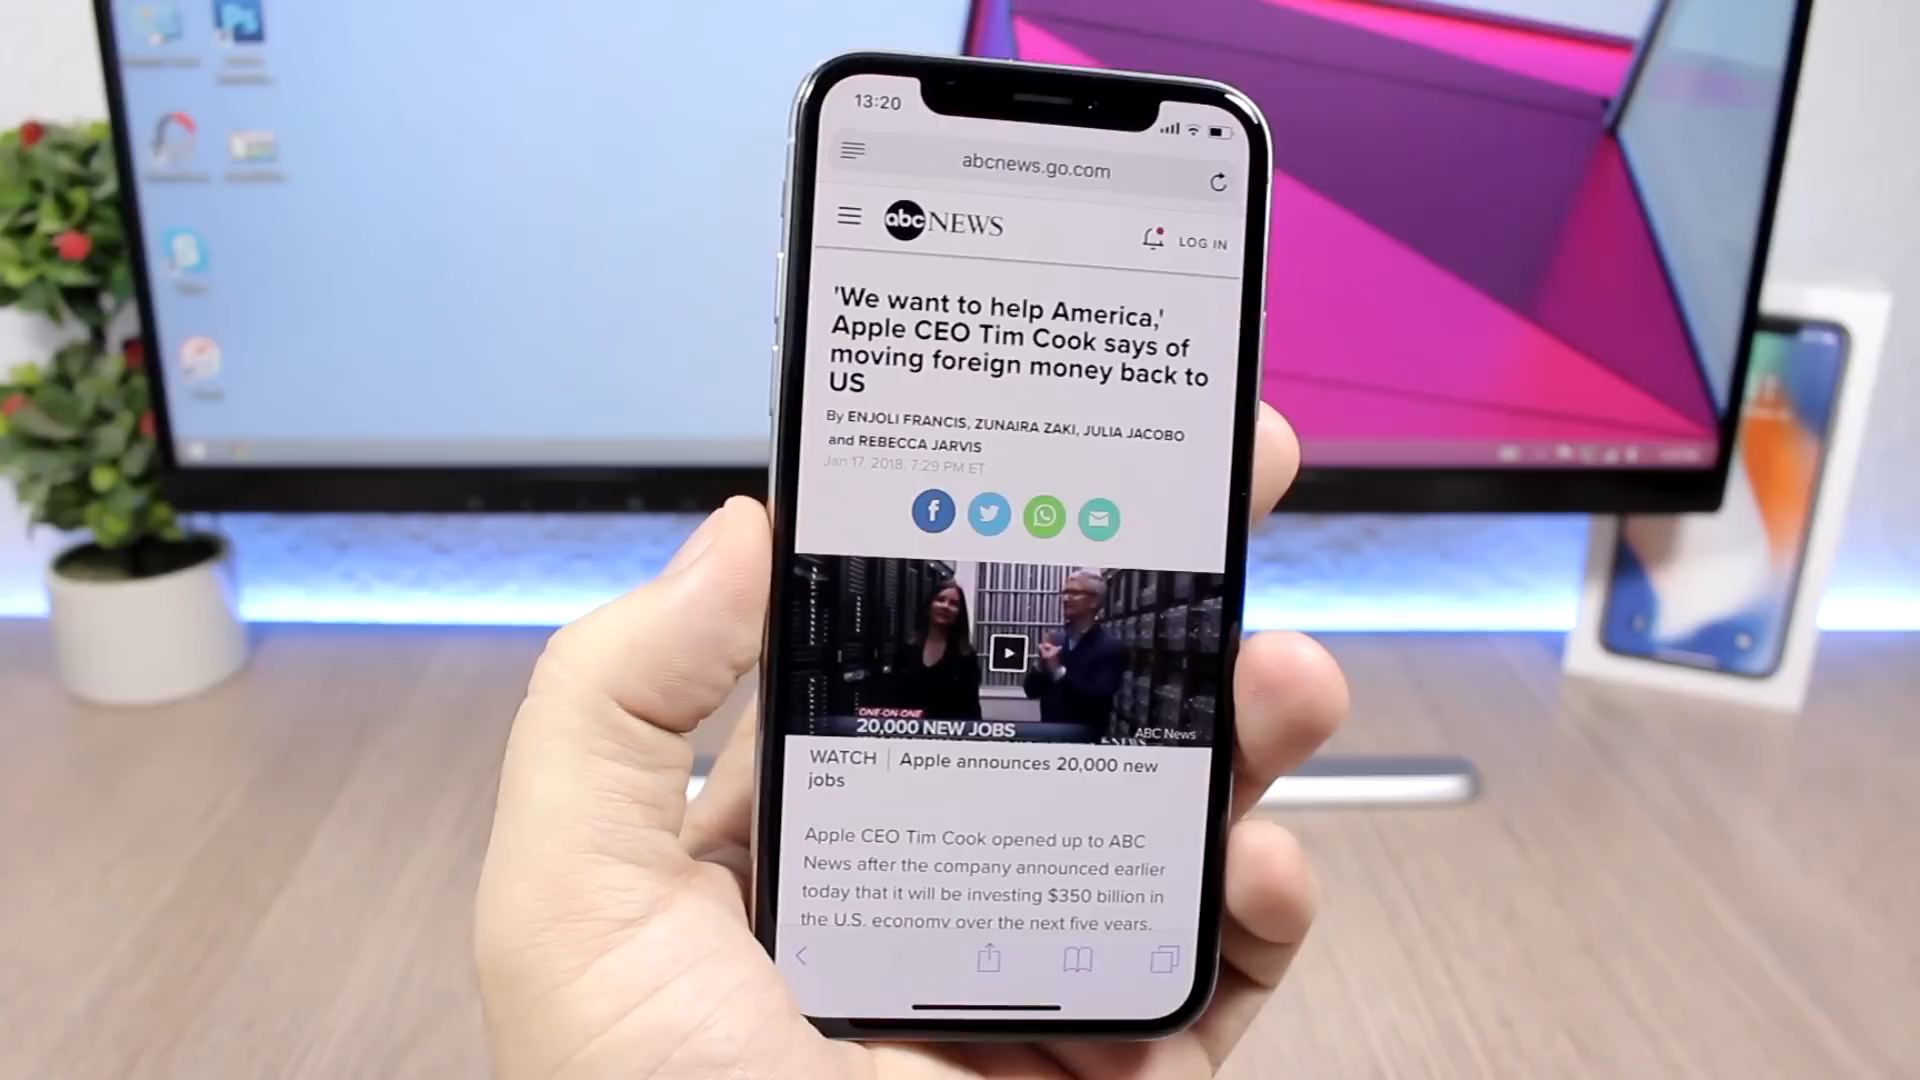 13:20
abcnews.go.com
abc NEWS
LOG IN
'We want to help America,'
Apple CEO Tim Cook says of
moving foreign money back to
US
By ENJOLI FRANCIS, ZUNAIRA ZAKI, JULIA JACOBO
and REBECCA JARVIS
Jan 17, 2018, 7:29 PM ET
ONE-ON-ONE
20,000 NEW JOBS
ABC News
WATCH | Apple announces 20,000 new
jobs
Apple CEO Tim Cook opened up to ABC
News after the company announced earlier
today that it will be investing $350 billion in
the U.S. economy over the next five years.
Ps